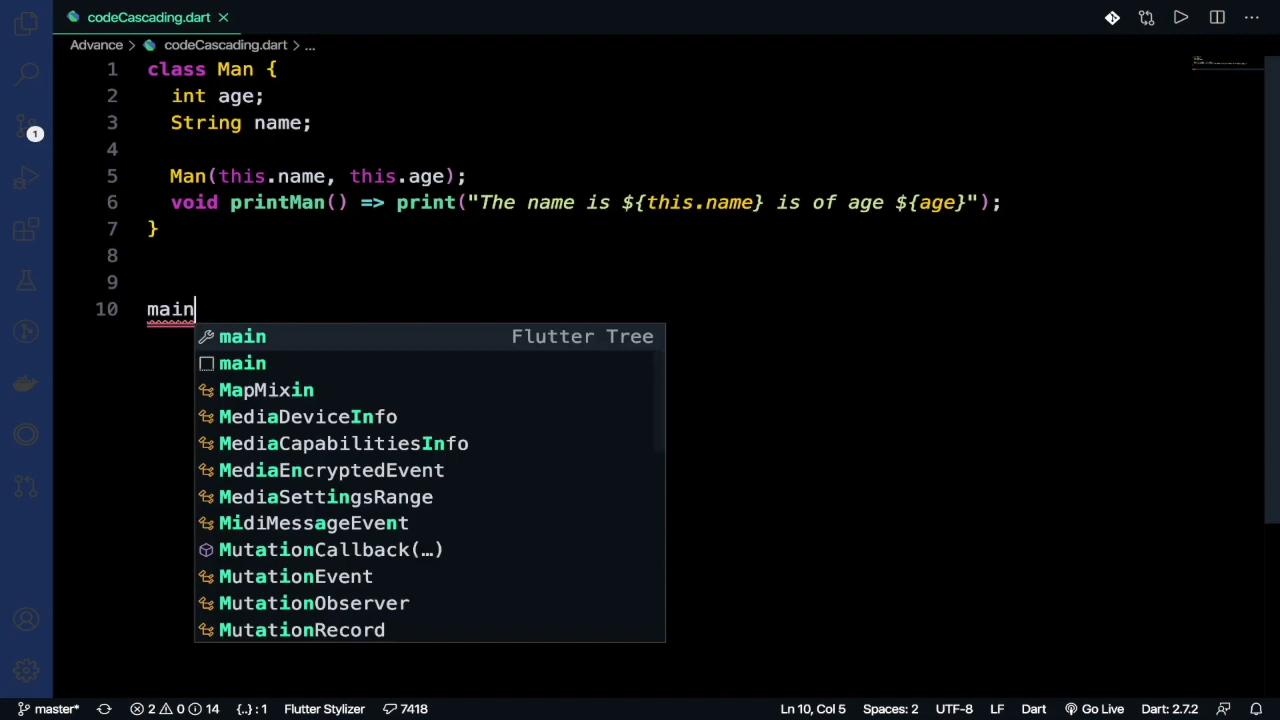 codeCascading.dart
Advance > codeCascading.dart > ...
1 class Man {
2 int age;
3 String name;
4
5 Man(this.name, this.age);
6 void printMan() => print("The name is ${this.name} is of age ${age}");
7 }
8
9
10 main
main Flutter Tree
main
MapMixin
MediaDeviceInfo
MediaCapabilitiesInfo
MediaEncryptedEvent
MediaSettingsRange
MidiMessageEvent
MutationCallback(…)
MutationEvent
MutationObserver
MutationRecord
1
master* 2 0 14 {..} : 1 Flutter Stylizer 7418 Ln 10, Col 5 Spaces: 2 UTF-8 LF Dart Go Live Dart: 2.7.2